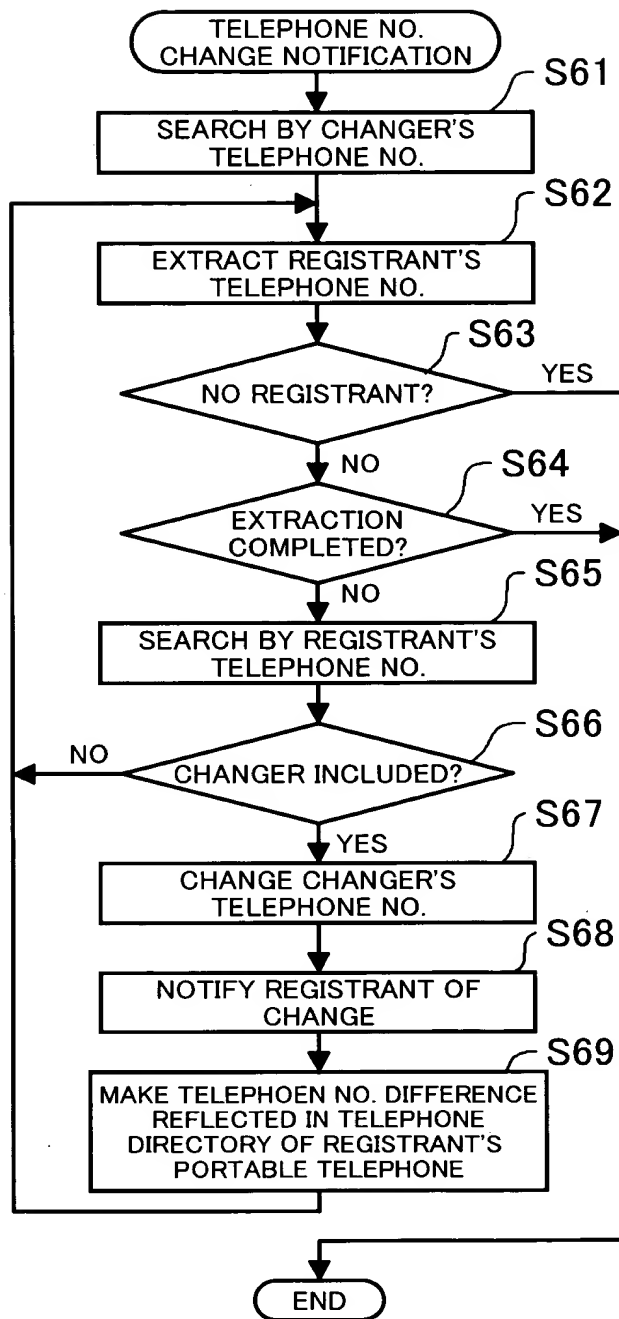 TELEPHONE NO.
CHANGE NOTIFICATION
S61
SEARCH BY CHANGER'S
TELEPHONE NO.
S62
EXTRACT REGISTRANT'S
TELEPHONE NO.
S63
NO REGISTRANT?
YES
NO
S64
EXTRACTION
COMPLETED?
YES
NO
S65
SEARCH BY REGISTRANT'S
TELEPHONE NO.
S66
NO
CHANGER INCLUDED?
YES
S67
CHANGE CHANGER'S
TELEPHONE NO.
S68
NOTIFY REGISTRANT OF
CHANGE
S69
MAKE TELEPHOEN NO. DIFFERENCE
REFLECTED IN TELEPHONE
DIRECTORY OF REGISTRANT'S
PORTABLE TELEPHONE
END